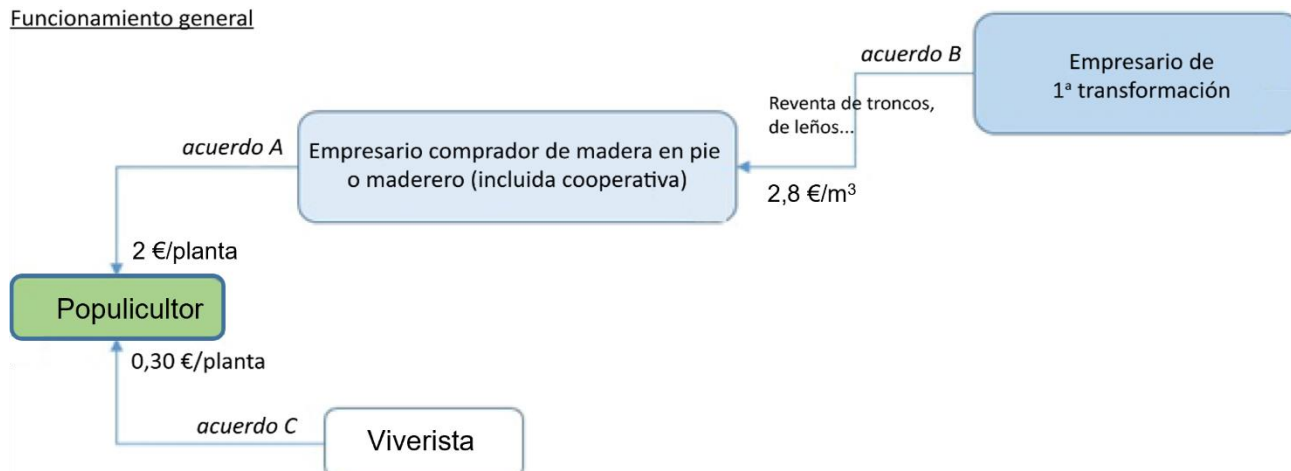 Funcionamiento general
acuerdo B
Empresario de
1ª transformación
Reventa de troncos,
de leños...
acuerdo A
Empresario comprador de madera en pie
o maderero (incluida cooperativa)
2,8 €/m³
2 €/planta
Populicultor
0,30 €/planta
acuerdo C
Viverista